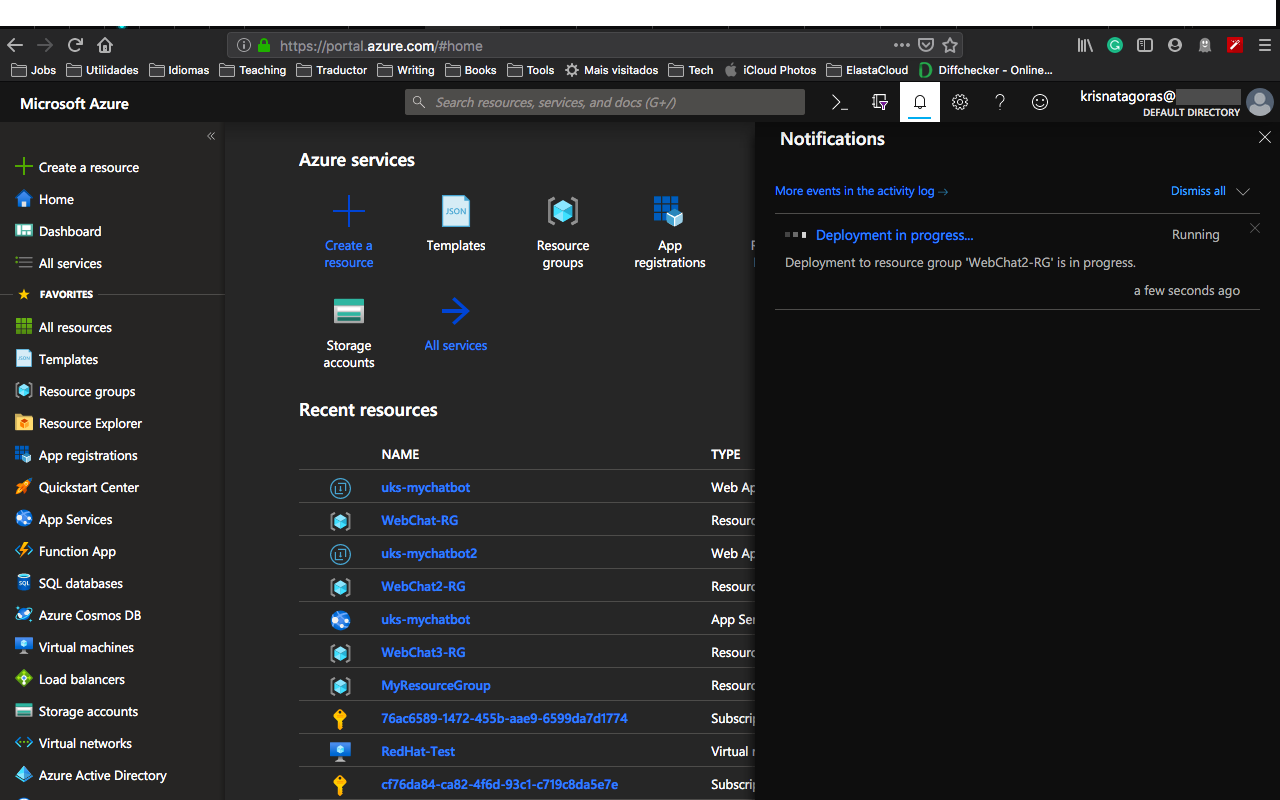 https://portal.azure.com/#home
Jobs Utilidades Idiomas Teaching Traductor Writing Books Tools Mais visitados Tech iCloud Photos ElastaCloud Diffchecker - Online...
Microsoft Azure
Search resources, services, and docs (G+/)
krisnatagoras@
DEFAULT DIRECTORY
Create a resource
Home
Dashboard
All services
FAVORITES
All resources
Templates
Resource groups
Resource Explorer
App registrations
Quickstart Center
App Services
Function App
SQL databases
Azure Cosmos DB
Virtual machines
Load balancers
Storage accounts
Virtual networks
Azure Active Directory
Azure services
Create a
resource
Templates
Resource
groups
App
registrations
Storage
accounts
All services
Recent resources
NAME TYPE
uks-mychatbot Web Ap
WebChat-RG Resourc
uks-mychatbot2 Web Ap
WebChat2-RG Resourc
uks-mychatbot App Ser
WebChat3-RG Resourc
MyResourceGroup Resourc
76ac6589-1472-455b-aae9-6599da7d1774 Subscrip
RedHat-Test Virtual
cf76da84-ca82-4f6d-93c1-c719c8da5e7e Subscrip
Notifications
More events in the activity log →
Dismiss all
Deployment in progress...
Running
Deployment to resource group 'WebChat2-RG' is in progress.
a few seconds ago